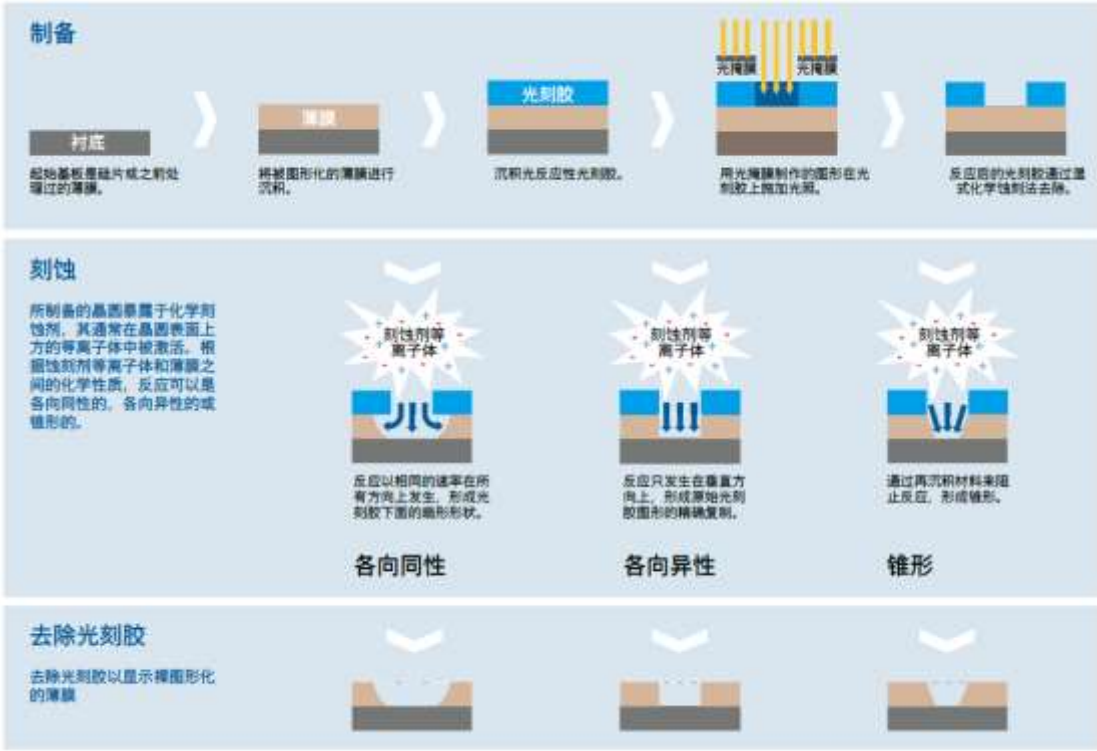 制备
光掩膜
光掩膜
光刻胶
薄膜
衬底
起始基板是硅片或之前处
理过的薄膜。
将被图形化的薄膜进行
沉积。
沉积光反应性光刻胶。
用光掩膜制作的图形在光
刻胶上施加光照。
反应后的光刻胶通过湿
式化学蚀刻法去除。
刻蚀
所制备的晶圆暴露于化学刻
蚀剂，其通常在晶圆表面上
方的等离子体中被激活。根
据蚀刻剂等离子体和薄膜之
间的化学性质，反应可以是
各向同性的，各向异性的或
锥形的。
刻蚀剂等
离子体
反应以相同的速率在所
有方向上发生，形成光
刻胶下面的扇形形状。
各向同性
刻蚀剂等
离子体
反应只发生在垂直方
向上，形成原始光刻
胶图形的精确复制。
各向异性
刻蚀剂等
离子体
通过再沉积材料来阻
止反应，形成锥形。
锥形
去除光刻胶
去除光刻胶以显示裸图形化
的薄膜